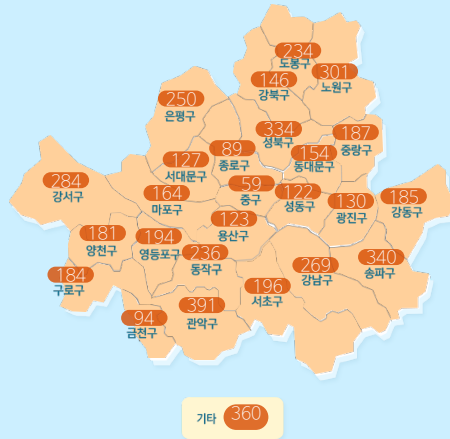 234
도봉구
146
강북구
301
노원구
250
은평구
334
성북구
187
중랑구
89
종로구
154
동대문구
127
서대문구
284
강서구
164
마포구
59
중구
122
성동구
130
광진구
185
강동구
123
용산구
181
양천구
194
영등포구
236
동작구
340
송파구
269
강남구
184
구로구
196
서초구
391
관악구
94
금천구
기타 360